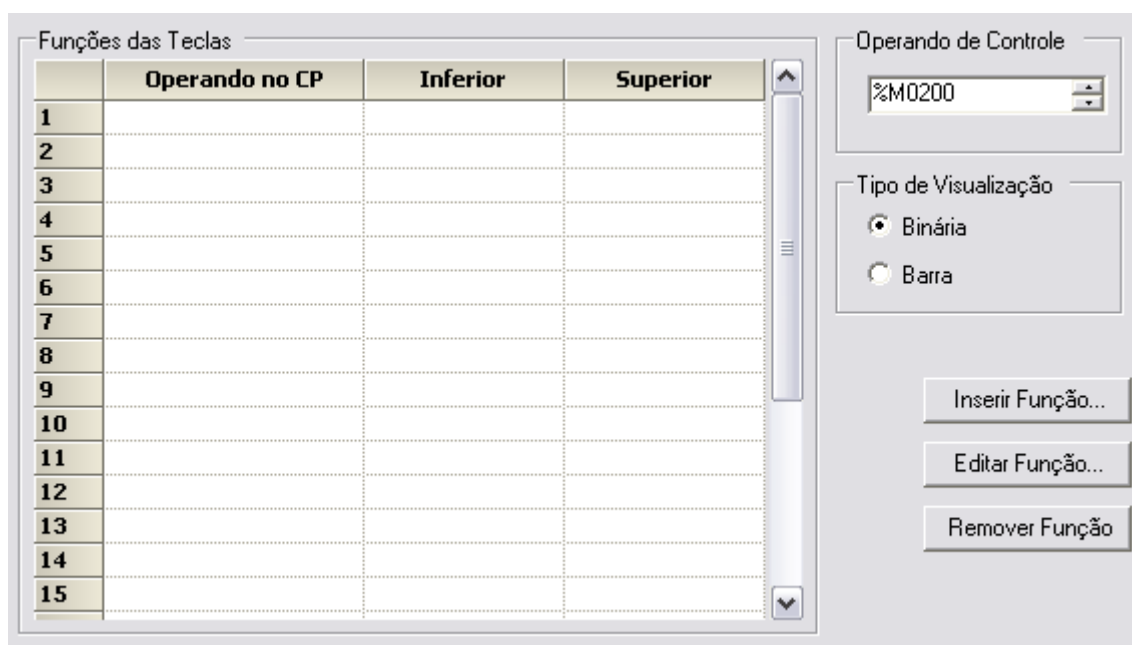 Funções das Teclas
Operando no CP Inferior Superior
1
2
3
4
5
6
7
8
9
10
11
12
13
14
15
Operando de Controle
%M0200
Tipo de Visualização
Binária
Barra
Inserir Função...
Editar Função...
Remover Função